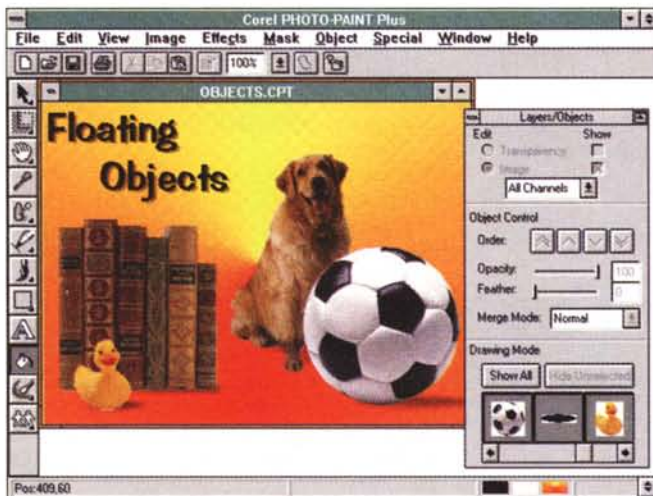 Corel PHOTO-PAINT Plus
File Edit View Image Effects Mask Object Special Window Help
100%
OBJECTS.CPT
Floating
Objects
Layers/Objects
Edit Show
Transparency
Image
All Channels
Object Control
Order:
Opacity: 100
Feather: 0
Merge Mode: Normal
Drawing Mode
Show All Hide Unselected
Pos:409,60